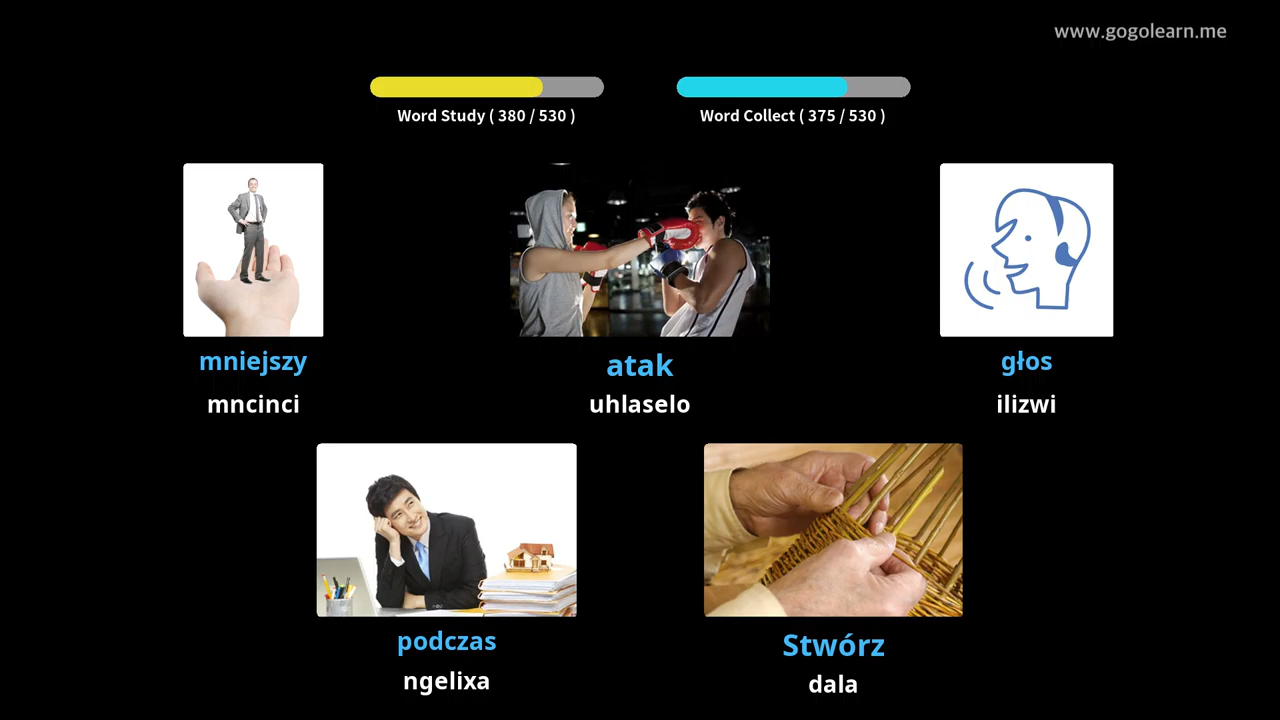 www.gogolearn.me
Word Study ( 380 / 530 )
Word Collect ( 375 / 530 )
mniejszy
mncinci
atak
uhlaselo
głos
ilizwi
podczas
ngelixa
Stwórz
dala